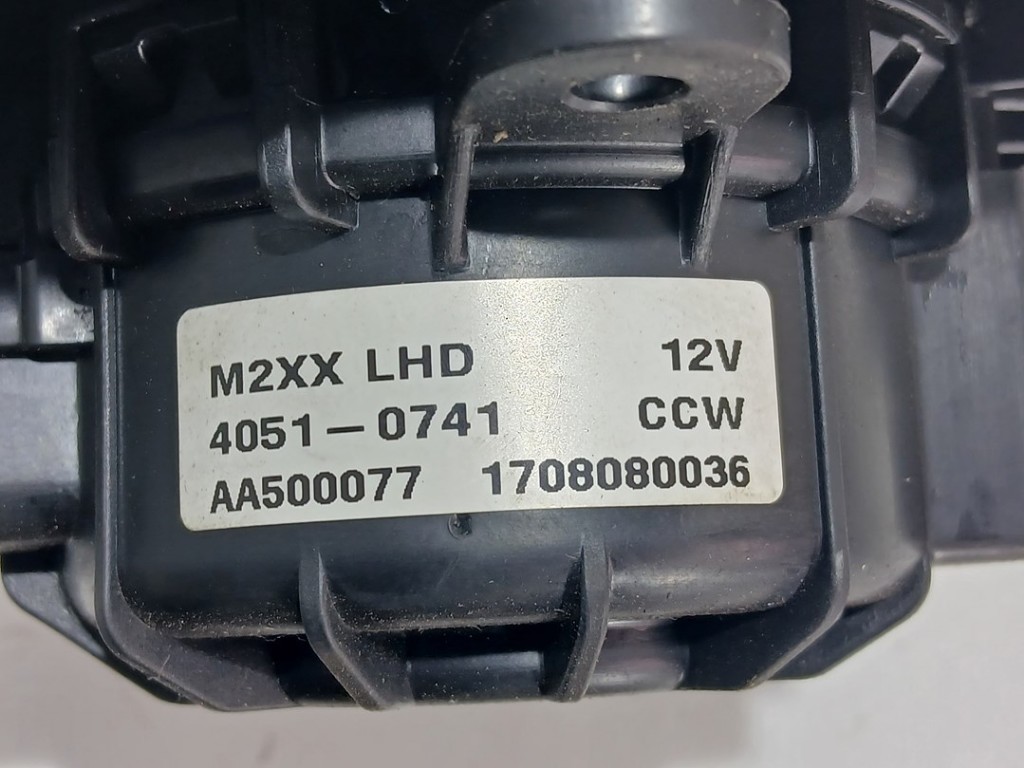 M2XX LHD 12V
4051-0741 CCW
AA500077 1708080036